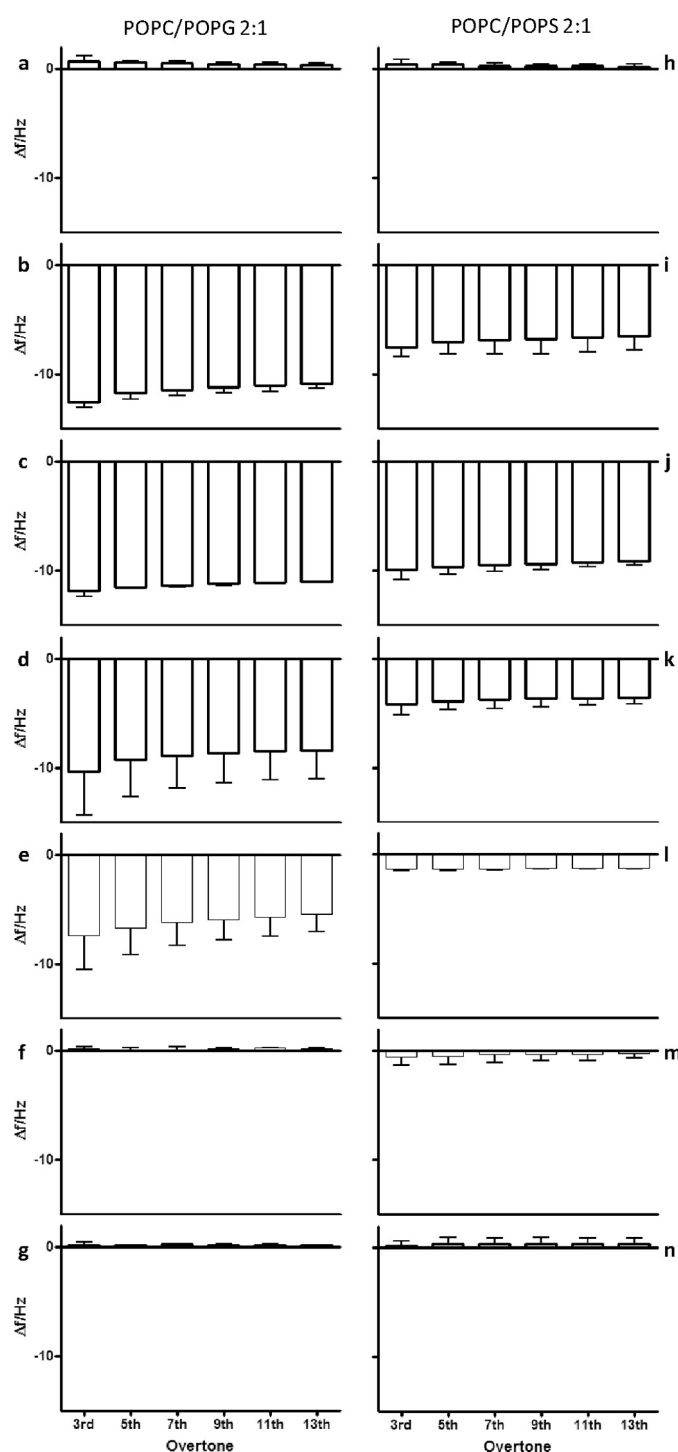 POPC/POPG 2:1
POPC/POPS 2:1
a
0
Δf/Hz
-10
h
b
0
Δf/Hz
-10
i
c
0
Δf/Hz
-10
j
d
0
Δf/Hz
-10
k
e
0
Δf/Hz
-10
l
f
0
Δf/Hz
-10
m
g
0
Δf/Hz
-10
n
3rd 5th 7th 9th 11th 13th
Overtone
3rd 5th 7th 9th 11th 13th
Overtone